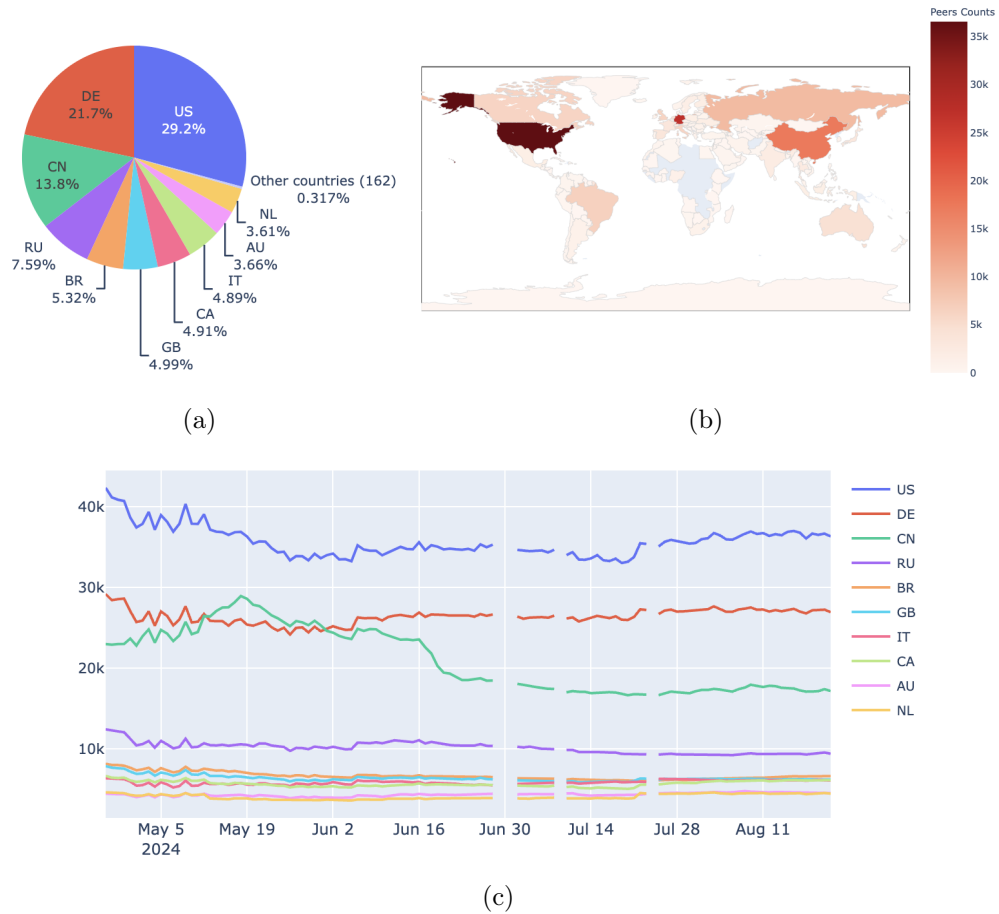 US
29.2%
DE
21.7%
CN
13.8%
RU
7.59%
BR
5.32%
GB
4.99%
CA
4.91%
IT
4.89%
AU
3.66%
NL
3.61%
Other countries (162)
0.317%
(a)
Peers Counts
35k
30k
25k
20k
15k
10k
5k
0
(b)
40k
30k
20k
10k
May 5
2024
May 19
Jun 2
Jun 16
Jun 30
Jul 14
Jul 28
Aug 11
US
DE
CN
RU
BR
GB
IT
CA
AU
NL
(c)